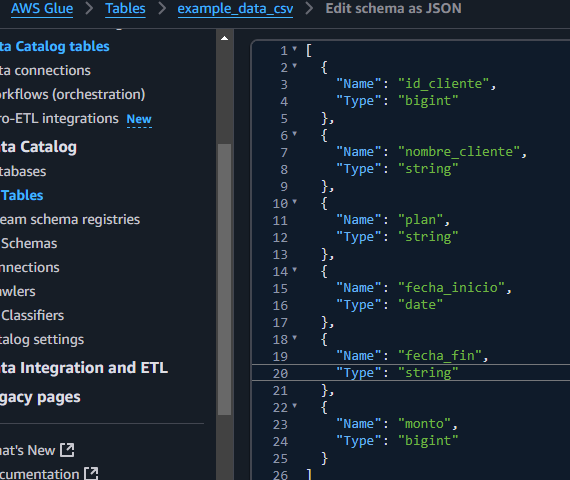 AWS Glue > Tables > example_data_csv > Edit schema as JSON
ta Catalog tables
ta connections
rkflows (orchestration)
ro-ETL integrations New
ta Catalog
tabases
Tables
eam schema registries
Schemas
nnections
awlers
Classifiers
talog settings
ta Integration and ETL
gacy pages
at's New
cumentation
1 [
2 {
3 "Name": "id_cliente",
4 "Type": "bigint"
5 },
6 {
7 "Name": "nombre_cliente",
8 "Type": "string"
9 },
10 {
11 "Name": "plan",
12 "Type": "string"
13 },
14 {
15 "Name": "fecha_inicio",
16 "Type": "date"
17 },
18 {
19 "Name": "fecha_fin",
20 "Type": "string"
21 },
22 {
23 "Name": "monto",
24 "Type": "bigint"
25 }
26 ]